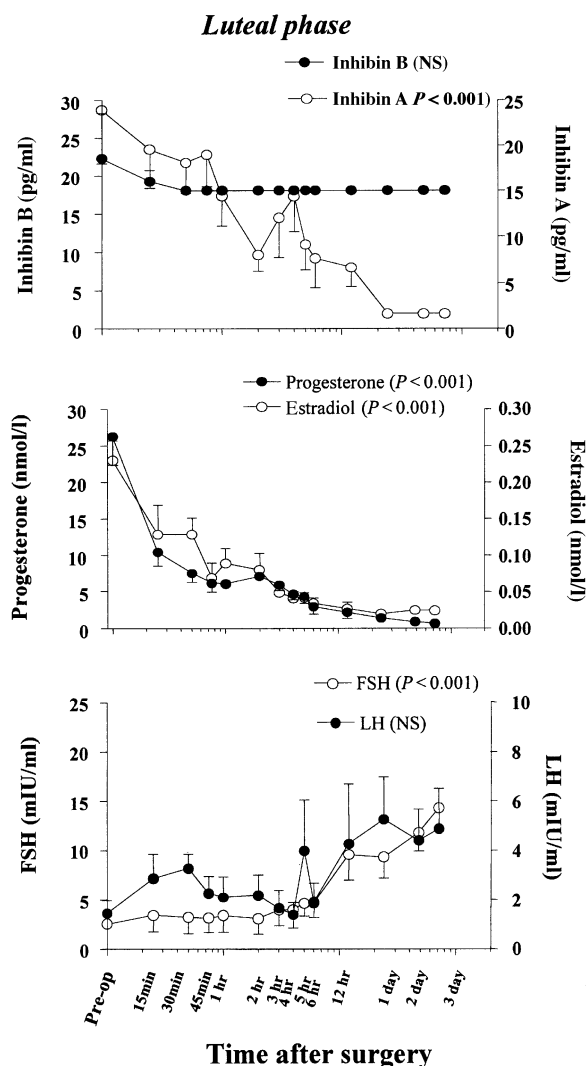 Luteal phase
Inhibin B (NS)
Inhibin A P < 0.001)
Inhibin B (pg/ml)
30
25
20
15
10
5
0
25
20
15
10
5
0
Inhibin A (pg/ml)
Progesterone (P < 0.001)
Estradiol (P < 0.001)
Progesterone (nmol/l)
30
25
20
15
10
5
0
0.30
0.25
0.20
0.15
0.10
0.05
0.00
Estradiol (nmol/l)
FSH (P < 0.001)
LH (NS)
FSH (mIU/ml)
25
20
15
10
5
0
10
8
6
4
2
0
LH (mIU/ml)
Pre-op
15min
30min
45min
1 hr
2 hr
3 hr
4 hr
5 hr
6 hr
12 hr
1 day
2 day
3 day
Time after surgery